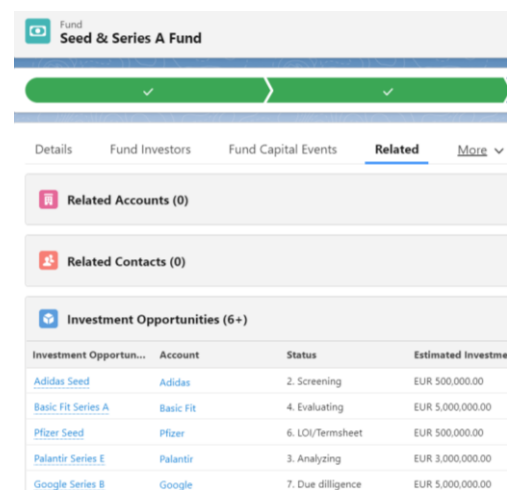 Fund
Seed & Series A Fund
Details Fund Investors Fund Capital Events Related More
Related Accounts (0)
Related Contacts (0)
Investment Opportunities (6+)
Investment Opportun... Account Status Estimated Investme
Adidas Seed Adidas 2. Screening EUR 500,000.00
Basic Fit Series A Basic Fit 4. Evaluating EUR 5,000,000.00
Pfizer Seed Pfizer 6. LOI/Termsheet EUR 500,000.00
Palantir Series E Palantir 3. Analyzing EUR 3,000,000.00
Google Series B Google 7. Due dilligence EUR 5,000,000.00